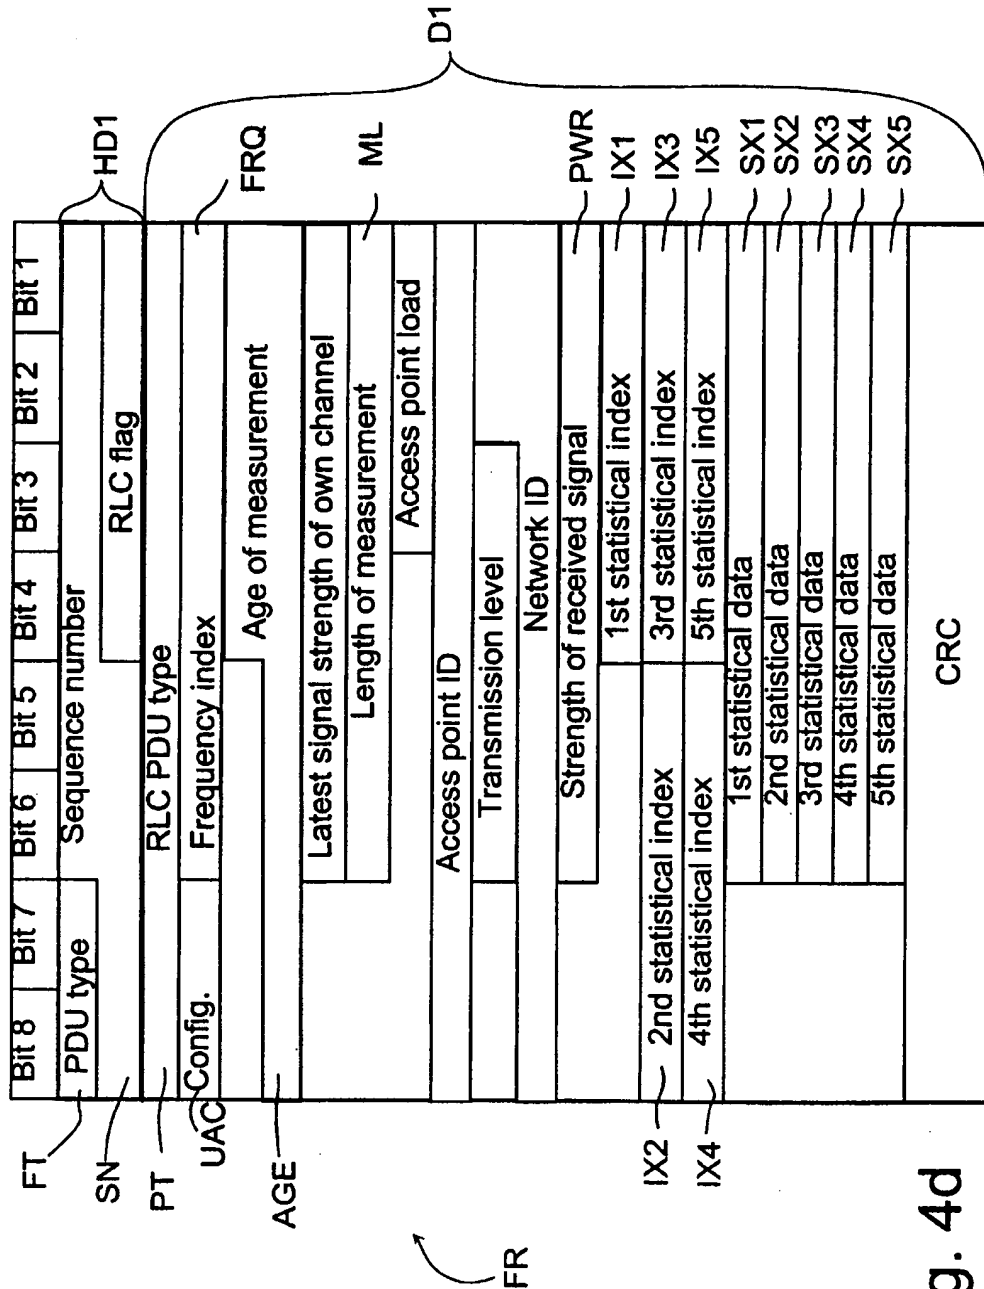 Bit 8 Bit 7 Bit 6 Bit 5 Bit 4 Bit 3 Bit 2 Bit 1
FT PDU type Sequence number HD1
SN RLC flag
PT RLC PDU type
UAC Config. Frequency index FRQ
AGE Age of measurement
Latest signal strength of own channel
Length of measurement ML
Access point load
Access point ID
Transmission level
Network ID
Strength of received signal PWR
1st statistical index IX1
IX2 2nd statistical index 3rd statistical index IX3
IX4 4th statistical index 5th statistical index IX5
1st statistical data SX1
2nd statistical data SX2
3rd statistical data SX3
4th statistical data SX4
5th statistical data SX5
CRC
D1
FR
g. 4d